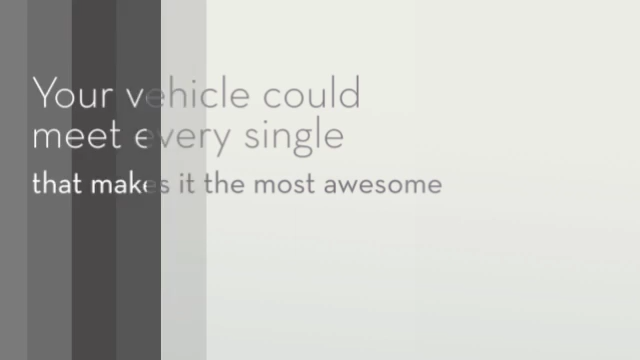 Your vehicle could
meet every single
that makes it the most awesome